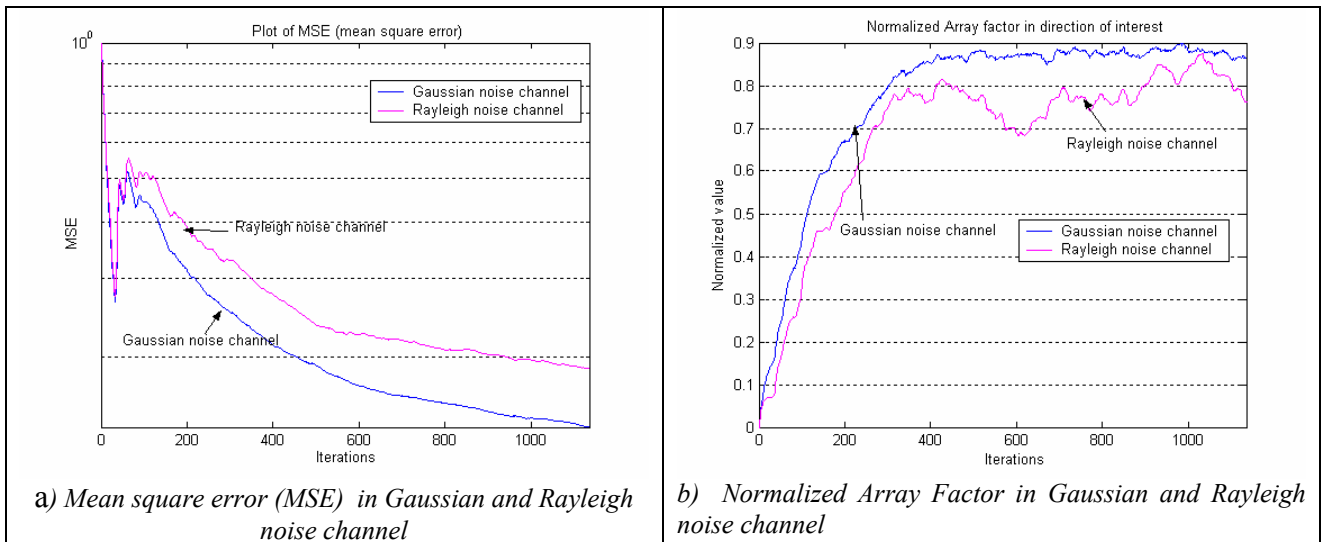 Plot of MSE (mean square error)
10⁰
MSE
Gaussian noise channel
Rayleigh noise channel
Rayleigh noise channel
Gaussian noise channel
0 200 400 600 800 1000
Iterations
a) Mean square error (MSE) in Gaussian and Rayleigh
noise channel
Normalized Array factor in direction of interest
0.9
0.8
0.7
0.6
0.5
0.4
0.3
0.2
0.1
0
Normalized value
Rayleigh noise channel
Gaussian noise channel
Gaussian noise channel
Rayleigh noise channel
0 200 400 600 800 1000
Iterations
b) Normalized Array Factor in Gaussian and Rayleigh
noise channel